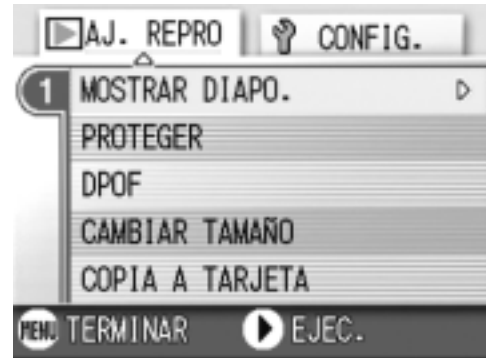 AJ. REPRO CONFIG.
1 MOSTRAR DIAPO.
PROTEGER
DPOF
CAMBIAR TAMAÑO
COPIA A TARJETA
MENU TERMINAR EJEC.